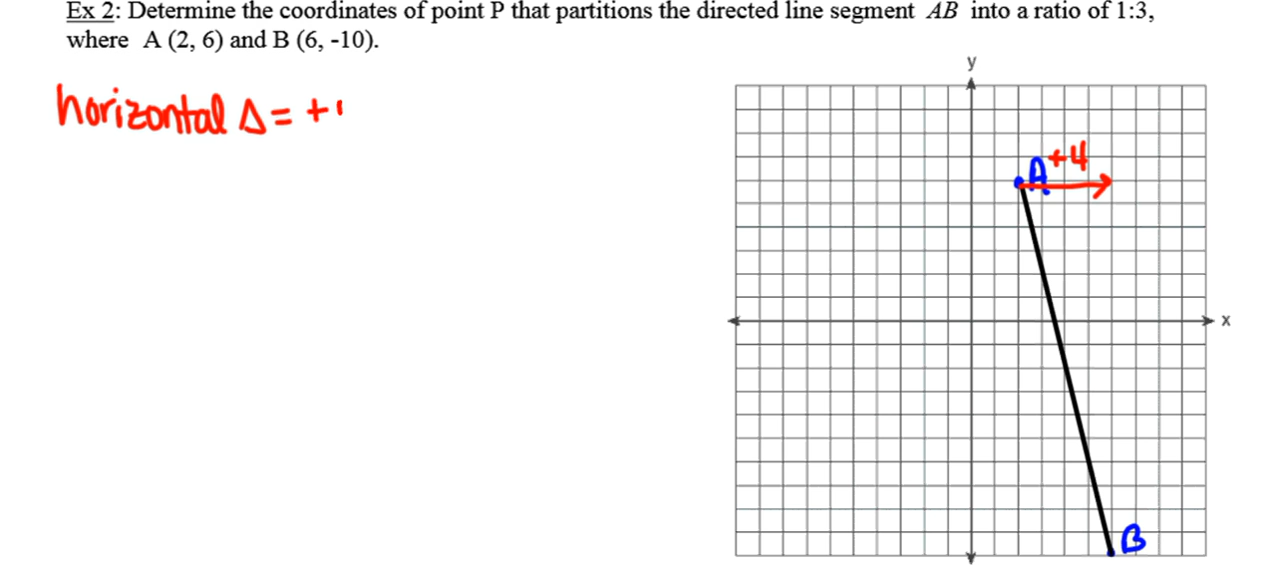 Ex 2: Determine the coordinates of point P that partitions the directed line segment AB into a ratio of 1:3,
where A (2, 6) and B (6, -10).
horizontal Δ= +
y
A +4
x
B